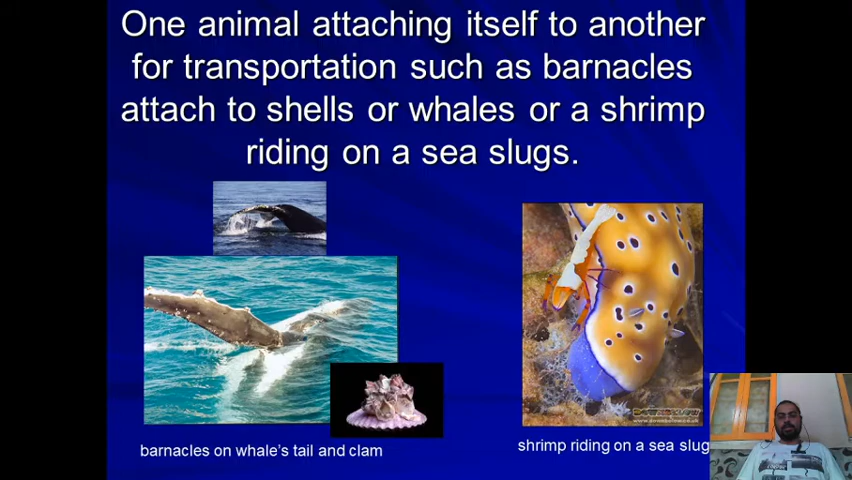 One animal attaching itself to another
for transportation such as barnacles
attach to shells or whales or a shrimp
riding on a sea slugs.
barnacles on whale's tail and clam
shrimp riding on a sea slug